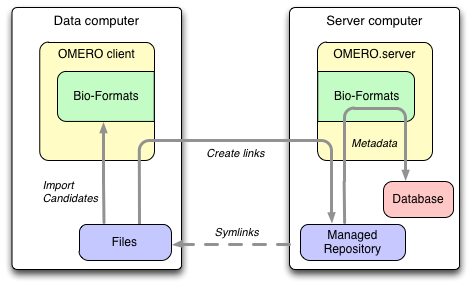 Data computer
Server computer
OMERO client
OMERO.server
Bio-Formats
Bio-Formats
Create links
Metadata
Import
Candidates
Database
Files
Symlinks
Managed
Repository